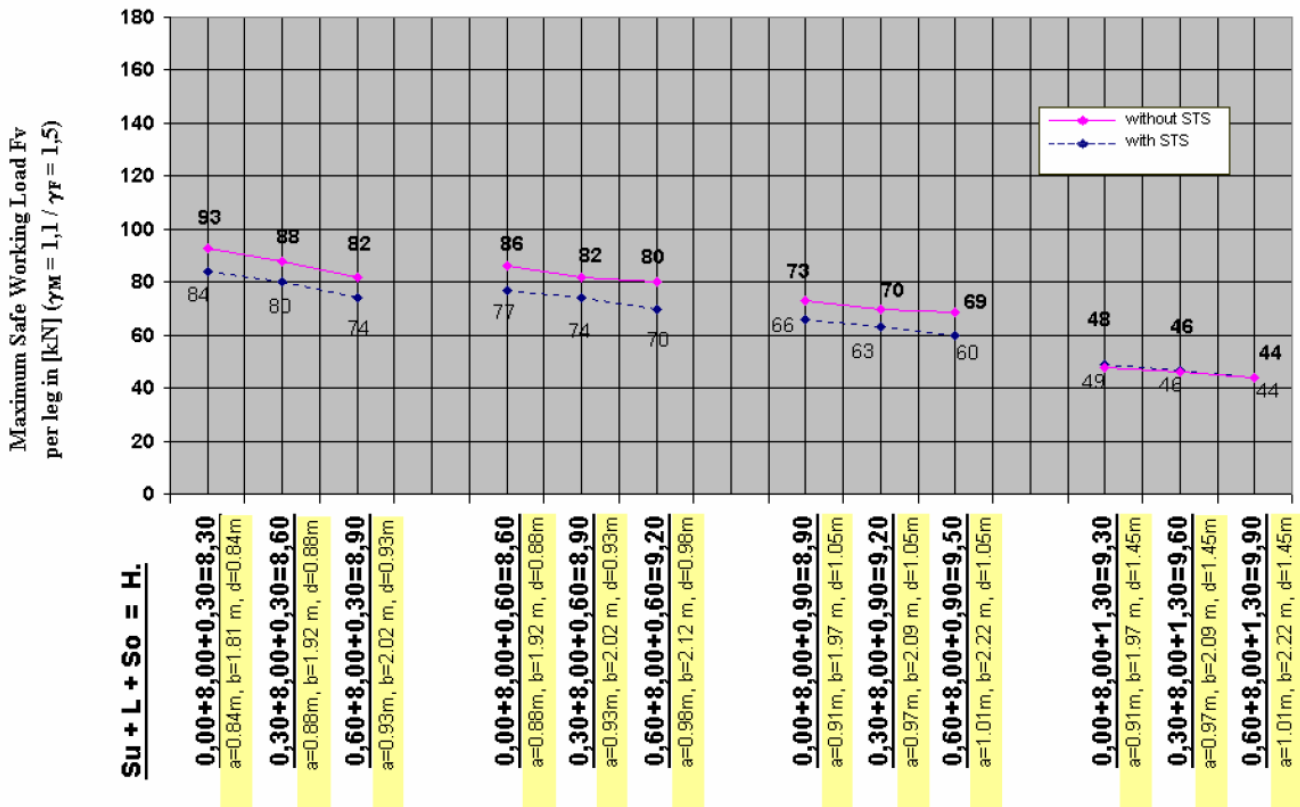 Maximum Safe Working Load Fv
per leg in [kN] (γM = 1,1 / γF = 1,5)
180
160
140
120
100
80
60
40
20
0
without STS
with STS
93
88
82
84
80
74
86
82
80
77
74
70
73
70
69
66
63
60
48
46
44
49
46
44
Su + L + So = H.
0,00+8,00+0,30=8,30
a=0.84m, b=1.81 m, d=0.84m
0,30+8,00+0,30=8,60
a=0.88m, b=1.92 m, d=0.88m
0,60+8,00+0,30=8,90
a=0.93m, b=2.02 m, d=0.93m
0,00+8,00+0,60=8,60
a=0.88m, b=1.92 m, d=0.88m
0,30+8,00+0,60=8,90
a=0.93m, b=2.02 m, d=0.93m
0,60+8,00+0,60=9,20
a=0.98m, b=2.12 m, d=0.98m
0,00+8,00+0,90=8,90
a=0.91m, b=1.97 m, d=1.05m
0,30+8,00+0,90=9,20
a=0.97m, b=2.09 m, d=1.05m
0,60+8,00+0,90=9,50
a=1.01m, b=2.22 m, d=1.05m
0,00+8,00+1,30=9,30
a=0.91m, b=1.97 m, d=1.45m
0,30+8,00+1,30=9,60
a=0.97m, b=2.09 m, d=1.45m
0,60+8,00+1,30=9,90
a=1.01m, b=2.22 m, d=1.45m